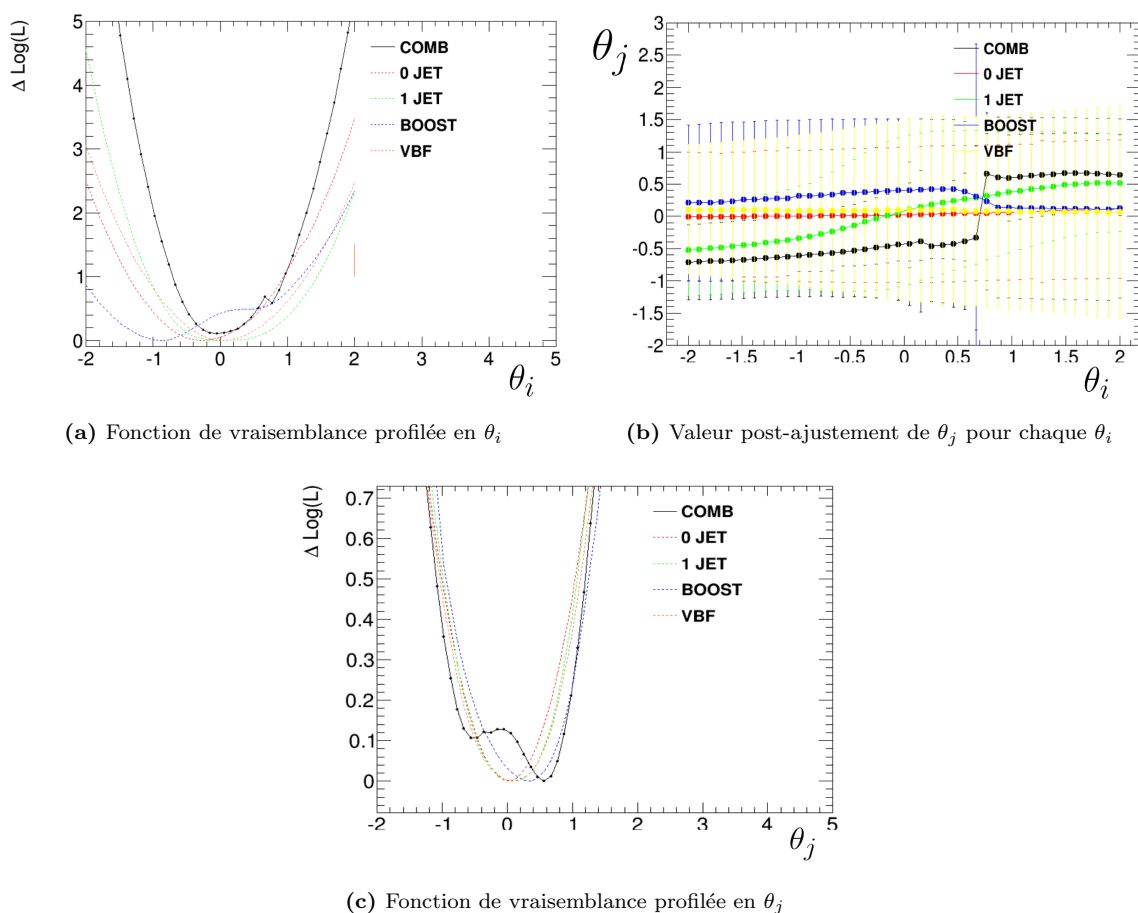 Δ Log(L)
5
4
3
2
1
0
-2
-1
0
1
2
3
4
5
θi
COMB
0 JET
1 JET
BOOST
VBF
(a) Fonction de vraisemblance profilée en θi
θj
3
2.5
2
1.5
1
0.5
0
-0.5
-1
-1.5
-2
-2
-1.5
-1
-0.5
0
0.5
1
1.5
2
θi
COMB
0 JET
1 JET
BOOST
VBF
(b) Valeur post-ajustement de θj pour chaque θi
Δ Log(L)
0.7
0.6
0.5
0.4
0.3
0.2
0.1
0
-2
-1
0
1
2
3
4
5
θj
COMB
0 JET
1 JET
BOOST
VBF
(c) Fonction de vraisemblance profilée en θj